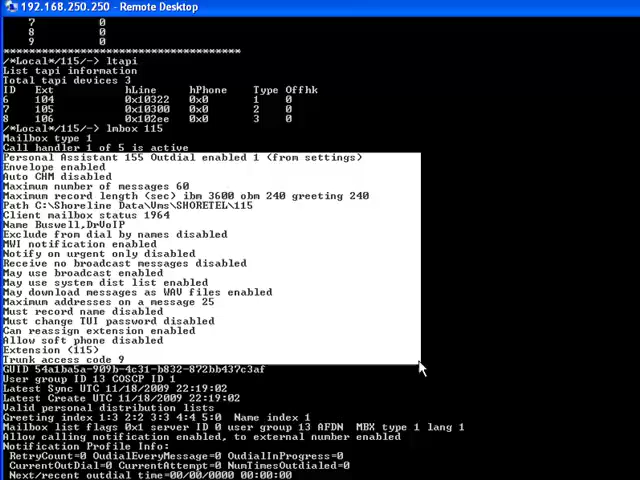 192.168.250.250 - Remote Desktop
7 0
8 0
9 0
****************************************
/*Local*/115/-> ltapi
List tapi information
Total tapi devices 3
ID Ext hLine hPhone Type Offhk
6 104 0x10322 0x0 1 0
7 105 0x10300 0x0 2 0
8 106 0x102ee 0x0 3 0
/*Local*/115/-> lmbox 115
Mailbox type 1
Call handler 1 of 5 is active
Personal Assistant 155 Outdial enabled 1 (from settings)
Envelope enabled
Auto CHM disabled
Maximum number of messages 60
Maximum record length (sec) ibm 3600 obm 240 greeting 240
Path C:\Shoreline Data\Vms\SHORETEL\115
Client mailbox status 1964
Name Buswell,DrVoIP
Exclude from dial by names disabled
MWI notification enabled
Notify on urgent only disabled
Receive no broadcast messages disabled
May use broadcast enabled
May use system dist list enabled
May download messages as WAV files enabled
Maximum addresses on a message 25
Must record name disabled
Must change TUI password disabled
Can reassign extension enabled
Allow soft phone disabled
Extension (115)
Trunk access code 9
GUID 54a1ba5a-909b-4c31-b832-872bb437c3af
User group ID 13 COSCP ID 1
Latest Sync UTC 11/18/2009 22:19:02
Latest Create UTC 11/18/2009 22:19:02
Valid personal distribution lists
Greeting index 1:3 2:2 3:3 4:4 5:0 Name index 1
Mailbox list flags 0x1 server ID 0 user group 13 AFDN MBX type 1 lang 1
Allow calling notification enabled, to external number enabled
Notification Profile Info:
RetryCount=0 OudialEveryMessage=0 OudialInProgress=0
CurrentOutDial=0 CurrentAttempt=0 NumTimesOutdialed=0
Next/recent outdial time=00/00/0000 00:00:00